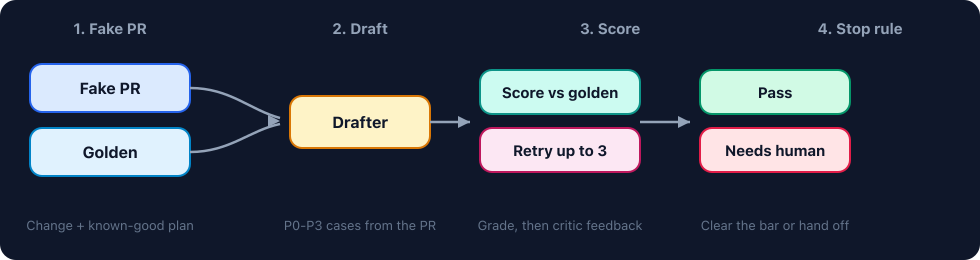 1. Fake PR
2. Draft
3. Score
4. Stop rule
Fake PR
Golden
Drafter
Score vs golden
Retry up to 3
Pass
Needs human
Change + known-good plan
P0-P3 cases from the PR
Grade, then critic feedback
Clear the bar or hand off